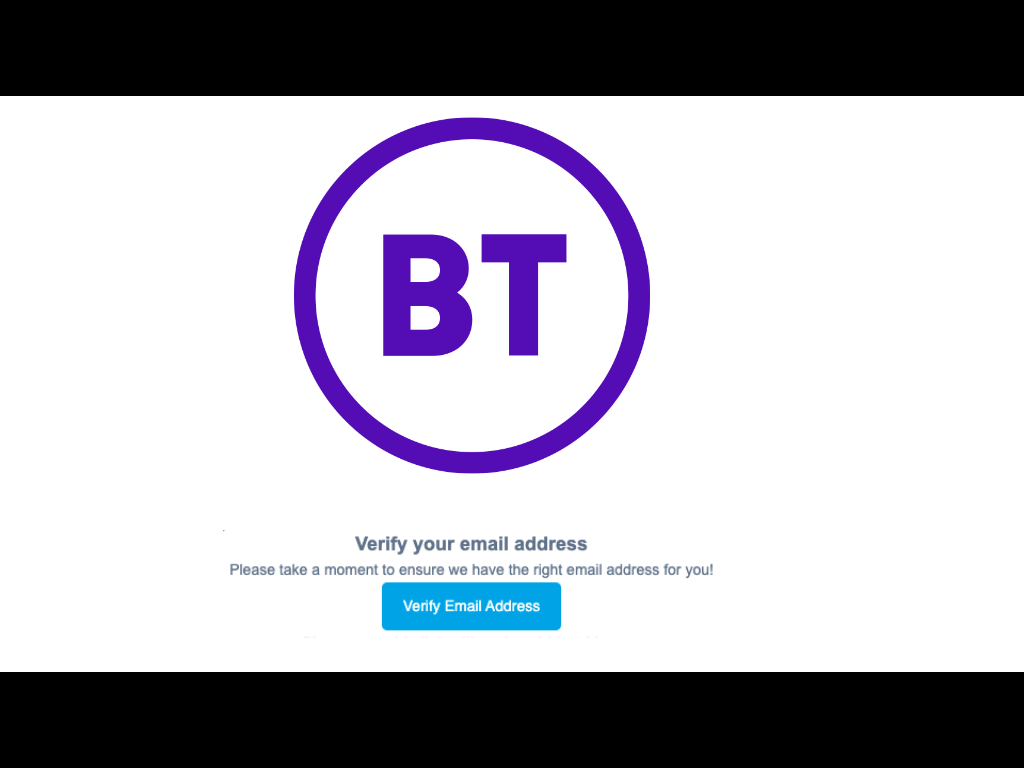 BT
Verify your email address
Please take a moment to ensure we have the right email address for you!
Verify Email Address